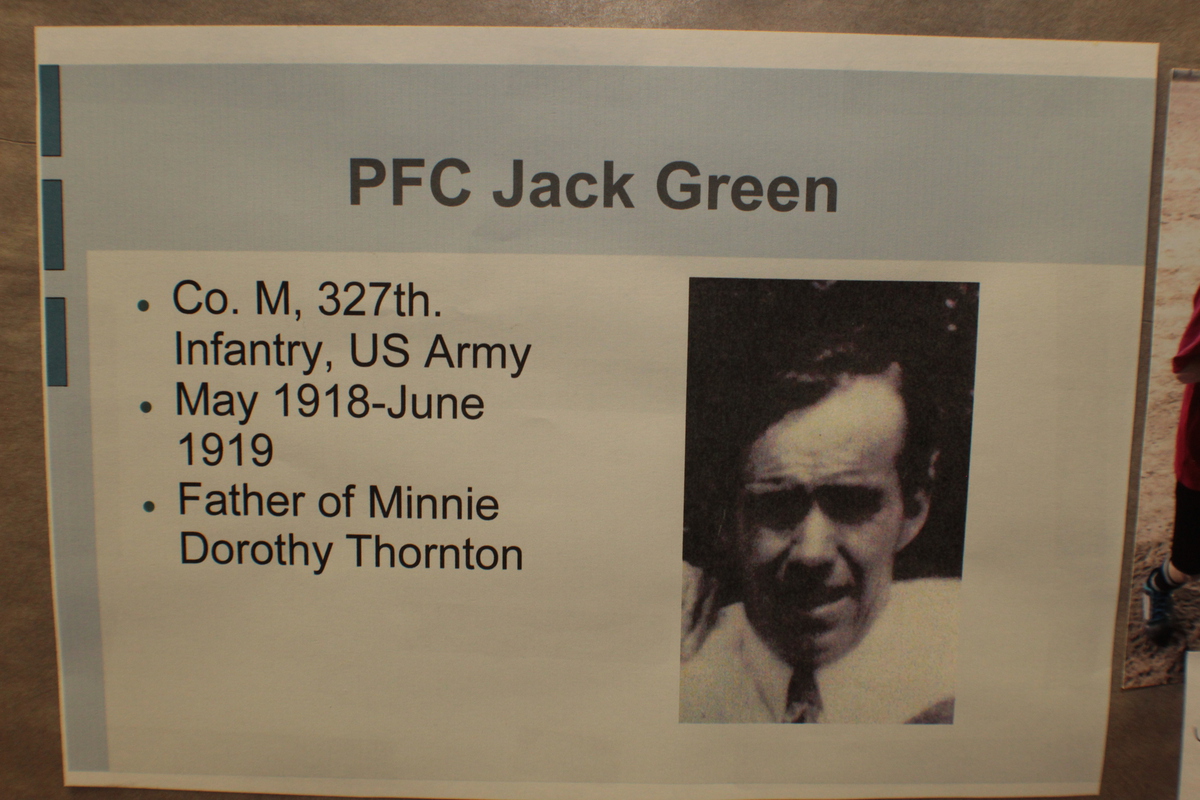 PFC Jack Green
• Co. M, 327th.
Infantry, US Army
• May 1918-June
1919
• Father of Minnie
Dorothy Thornton